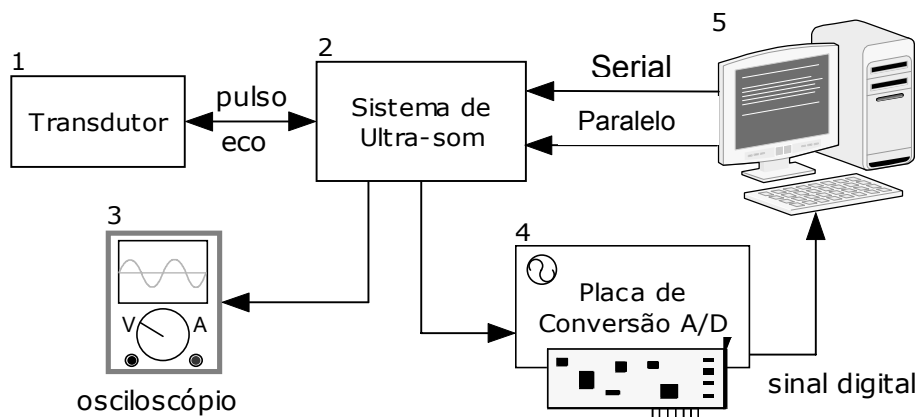 1
Transdutor
pulso
eco
2
Sistema de
Ultra-som
Serial
Paralelo
5
3
V A
osciloscópio
4
Placa de
Conversão A/D
sinal digital